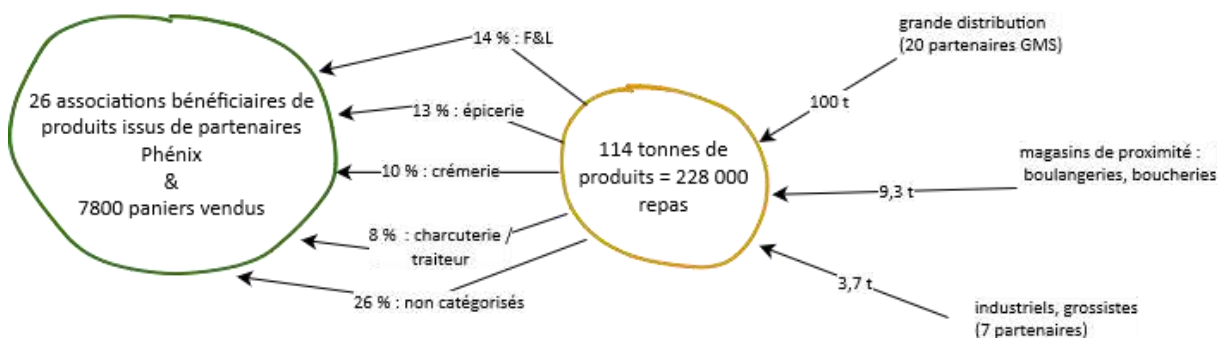 26 associations bénéficiaires de
produits issus de partenaires
Phénix
&
7800 paniers vendus
14 % : F&L
13 % : épicerie
10 % : crémerie
8 % : charcuterie /
traiteur
26 % : non catégorisés
114 tonnes de
produits = 228 000
repas
grande distribution
(20 partenaires GMS)
100 t
magasins de proximité :
boulangeries, boucheries
9,3 t
3,7 t
industriels, grossistes
(7 partenaires)